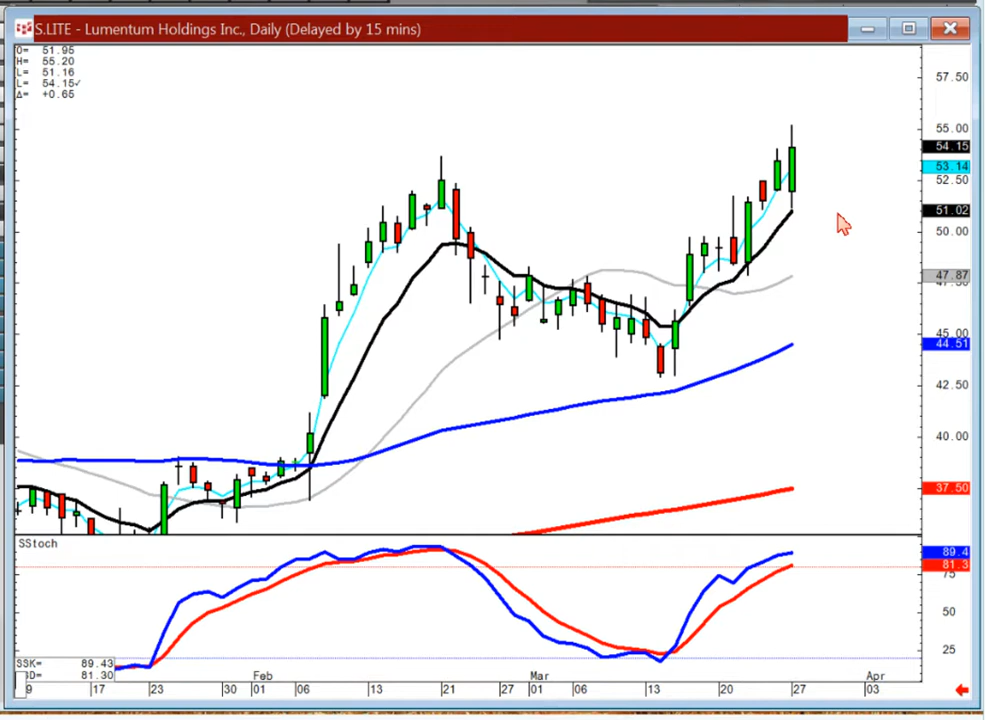 S.LITE - Lumentum Holdings Inc., Daily (Delayed by 15 mins)
O= 51.95
H= 55.20
L= 51.16
L= 54.15✓
Δ= +0.65
57.50
55.00
54.15
53.14
52.50
51.02
50.00
47.87
47.50
45.00
44.51
42.50
40.00
37.50
SStoch
89.4
81.3
75
50
25
SSK= 89.43
D= 81.30
Feb Mar Apr
9 17 23 30 01 06 13 21 27 01 06 13 20 27 03